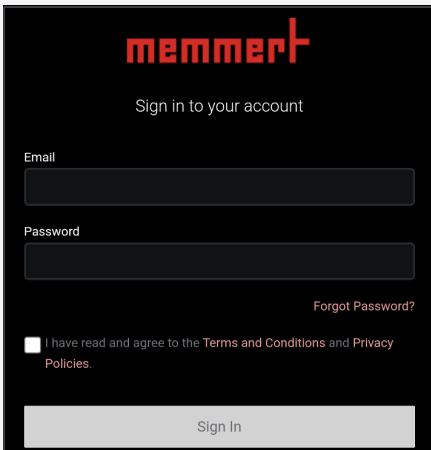 memmert
Sign in to your account
Email
Password
Forgot Password?
I have read and agree to the Terms and Conditions and Privacy
Policies.
Sign In